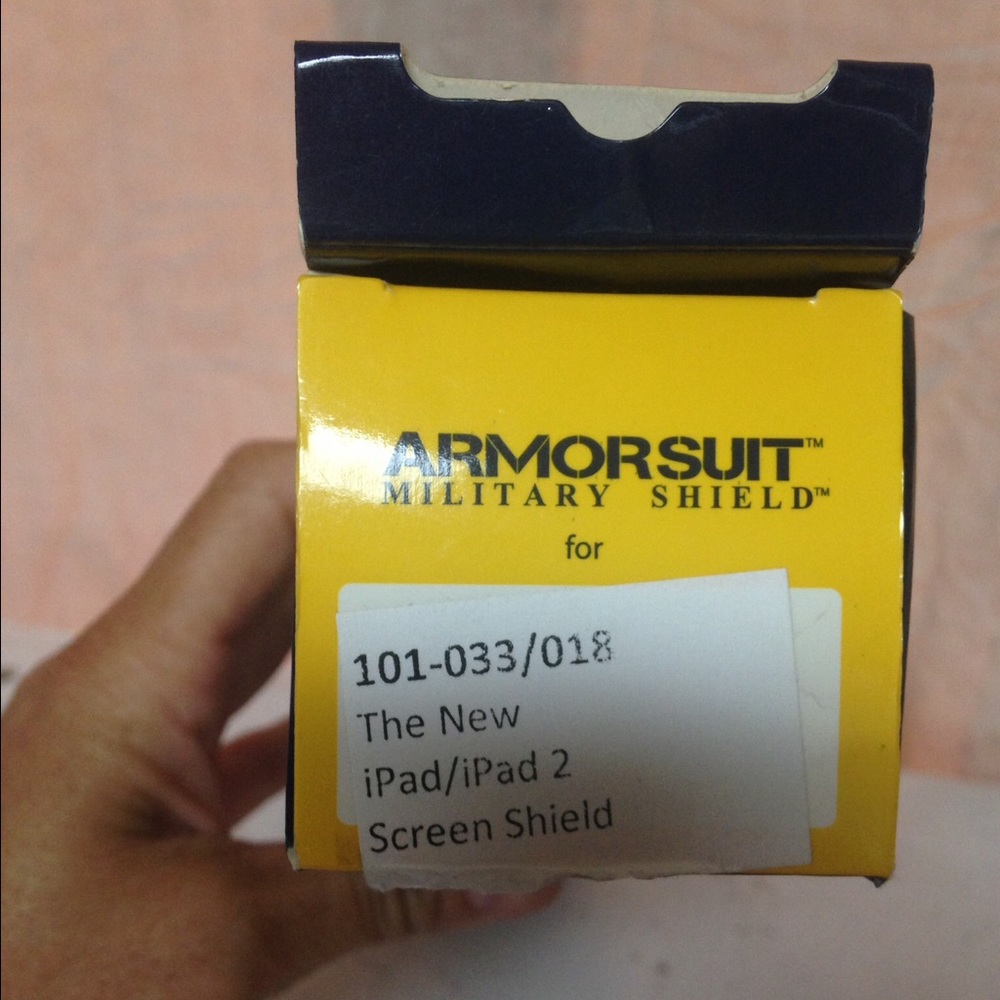 ARMORSUIT™
MILITARY SHIELD™
for
101-033/018
The New
iPad/iPad 2
Screen Shield